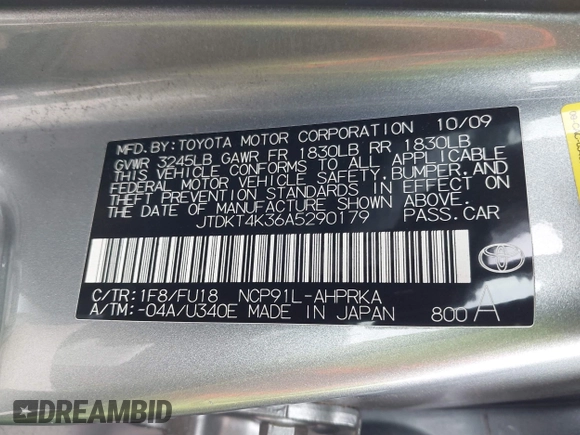 MFD.BY:TOYOTA MOTOR CORPORATION 10/09
GVWR 3245LB GAWR FR 1830LB RR 1830LB
THIS VEHICLE CONFORMS TO ALL APPLICABLE
FEDERAL MOTOR VEHICLE SAFETY,BUMPER,AND
THEFT PREVENTION STANDARDS IN EFFECT ON
THE DATE OF MANUFACTURE SHOWN ABOVE.
JTDKT4K36A5290179 PASS.CAR
C/TR:1F8/FU18 NCP91L-AHPRKA
A/TM:-04A/U340E MADE IN JAPAN 800 A
DREAMBID